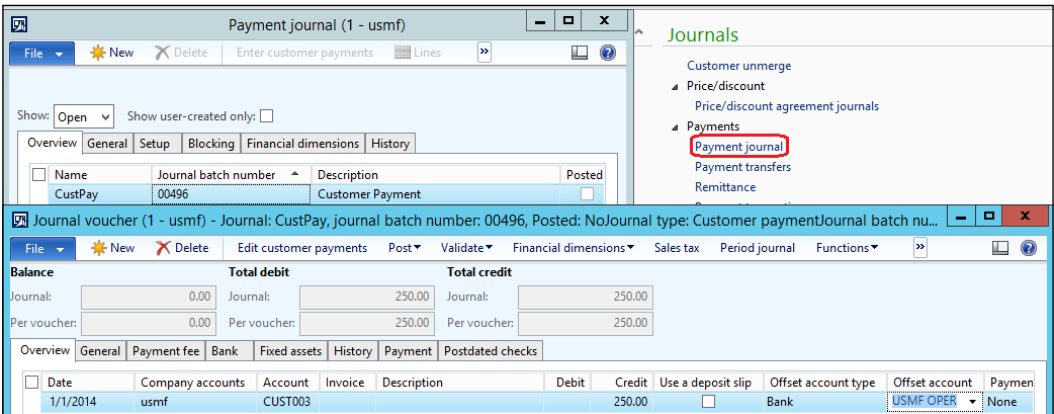 Payment journal (1 - usmf)
File New Delete Enter customer payments Lines »
Show: Open Show user-created only:
Overview General Setup Blocking Financial dimensions History
Name Journal batch number Description Posted
CustPay 00496 Customer Payment
Journals
Customer unmerge
Price/discount
Price/discount agreement journals
Payments
Payment journal
Payment transfers
Remittance
Journal voucher (1 - usmf) - Journal: CustPay, journal batch number: 00496, Posted: NoJournal type: Customer paymentJournal batch nu...
File New Delete Edit customer payments Post Validate Financial dimensions Sales tax Period journal Functions »
Balance Total debit Total credit
Journal: 0.00 Journal: 250.00 Journal: 250.00
Per voucher: 0.00 Per voucher: 250.00 Per voucher: 250.00
Overview General Payment fee Bank Fixed assets History Payment Postdated checks
Date Company accounts Account Invoice Description Debit Credit Use a deposit slip Offset account type Offset account Paymen
1/1/2014 usmf CUST003 250.00 Bank USMF OPER None